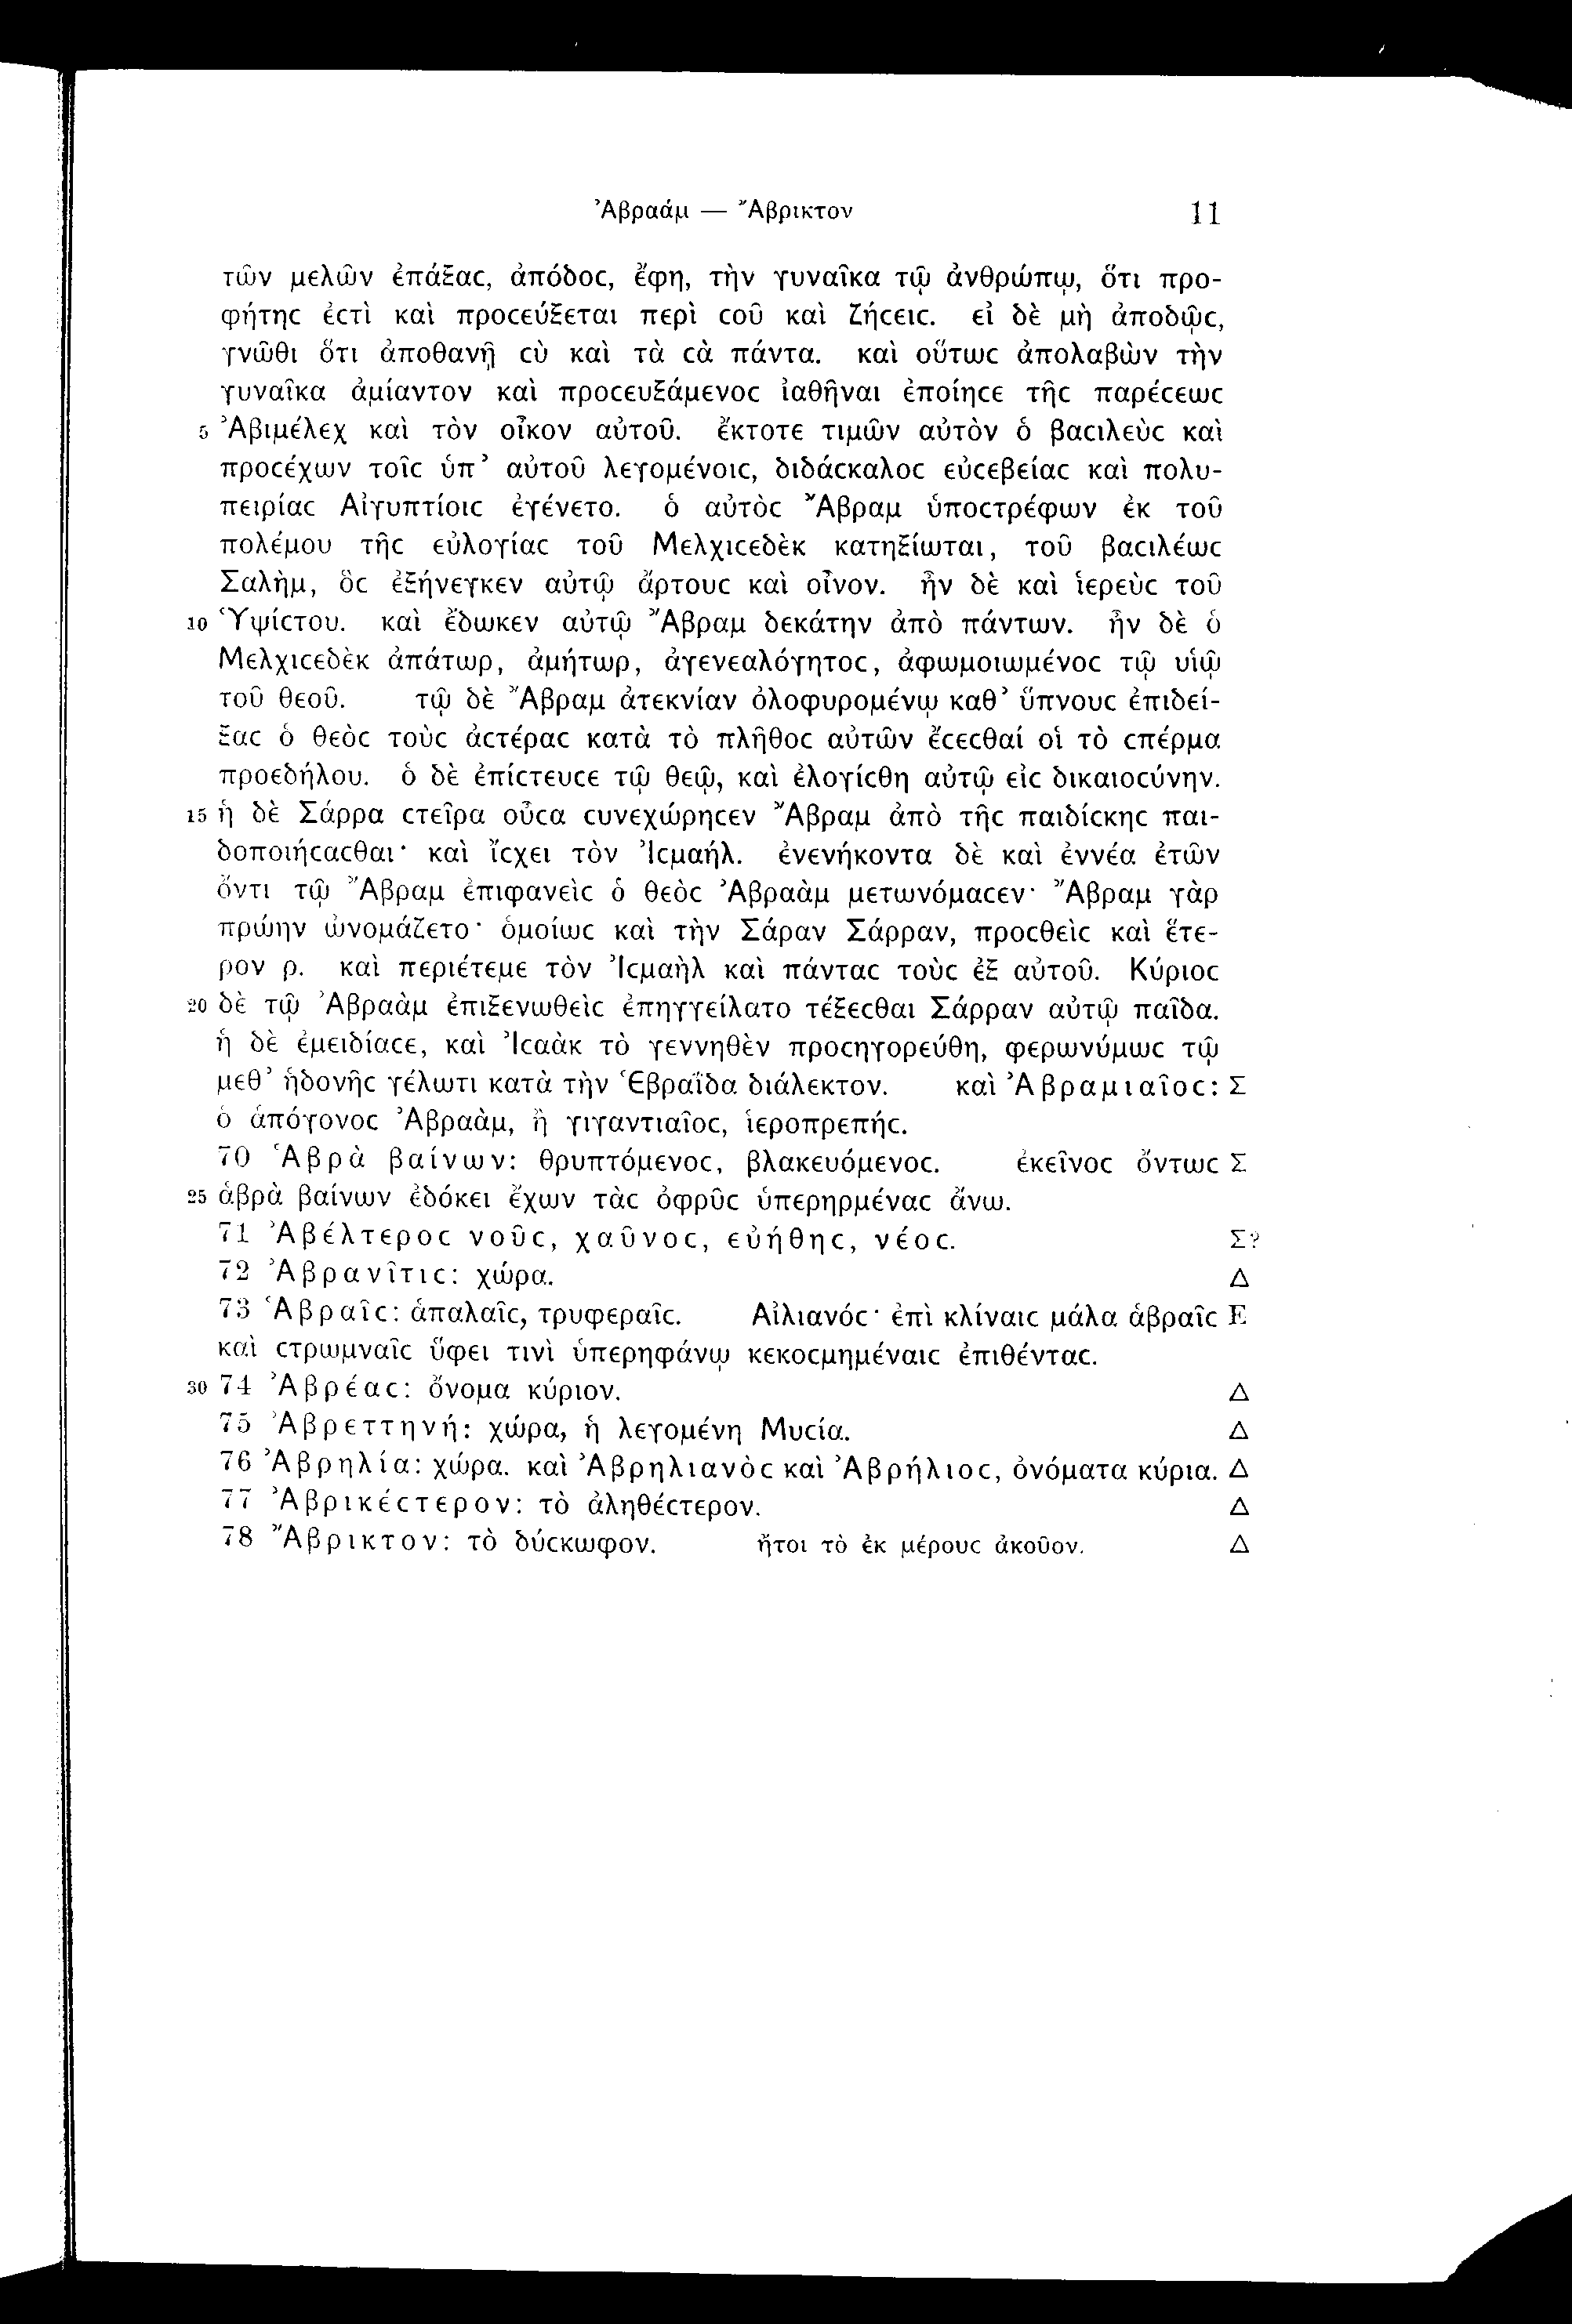 Ἀβραάμ — Ἄβρικτον 11
τῶν μελῶν ἐπάξαϲ, ἀπόδοϲ, ἔφη, τὴν γυναῖκα τῷ ἀνθρώπῳ, ὅτι προ-
φήτηϲ ἐϲτὶ καὶ προϲεύξεται περὶ ϲοῦ καὶ ζήϲειϲ. εἰ δὲ μὴ ἀποδῷϲ,
γνῶθι ὅτι ἀποθανῇ ϲὺ καὶ τὰ ϲὰ πάντα. καὶ οὕτωϲ ἀπολαβὼν τὴν
γυναῖκα ἀμίαντον καὶ προϲευξάμενοϲ ἰαθῆναι ἐποίηϲε τῆϲ παρέϲεωϲ
5 Ἀβιμέλεχ καὶ τὸν οἶκον αὐτοῦ. ἔκτοτε τιμῶν αὐτὸν ὁ βαϲιλεὺϲ καὶ
προϲέχων τοῖϲ ὑπ’ αὐτοῦ λεγομένοιϲ, διδάϲκαλοϲ εὐϲεβείαϲ καὶ πολυ-
πειρίαϲ Αἰγυπτίοιϲ ἐγένετο. ὁ αὐτὸϲ Ἄβραμ ὑποϲτρέφων ἐκ τοῦ
πολέμου τῆϲ εὐλογίαϲ τοῦ Μελχιϲεδὲκ κατηξίωται, τοῦ βαϲιλέωϲ
Σαλὴμ, ὃϲ ἐξήνεγκεν αὐτῷ ἄρτουϲ καὶ οἶνον. ἦν δὲ καὶ ἱερεὺϲ τοῦ
10 Ὑψίϲτου. καὶ ἔδωκεν αὐτῷ Ἄβραμ δεκάτην ἀπὸ πάντων. ἦν δὲ ὁ
Μελχιϲεδὲκ ἀπάτωρ, ἀμήτωρ, ἀγενεαλόγητοϲ, ἀφωμοιωμένοϲ τῷ υἱῷ
τοῦ θεοῦ. τῷ δὲ Ἄβραμ ἀτεκνίαν ὀλοφυρομένῳ καθ’ ὕπνουϲ ἐπιδεί-
ξαϲ ὁ θεὸϲ τοὺϲ ἀϲτέραϲ κατὰ τὸ πλῆθοϲ αὐτῶν ἔϲεϲθαί οἱ τὸ ϲπέρμα
προεδήλου. ὁ δὲ ἐπίϲτευϲε τῷ θεῷ, καὶ ἐλογίϲθη αὐτῷ εἰϲ δικαιοϲύνην.
15 ἡ δὲ Σάρρα ϲτεῖρα οὖϲα ϲυνεχώρηϲεν Ἄβραμ ἀπὸ τῆϲ παιδίϲκηϲ παι-
δοποιήϲαϲθαι· καὶ ἴϲχει τὸν Ἰϲμαήλ. ἐνενήκοντα δὲ καὶ ἐννέα ἐτῶν
ὄντι τῷ Ἄβραμ ἐπιφανεὶϲ ὁ θεὸϲ Ἀβραὰμ μετωνόμαϲεν· Ἄβραμ γὰρ
πρώην ὠνομάζετο· ὁμοίωϲ καὶ τὴν Σάραν Σάρραν, προϲθεὶϲ καὶ ἕτε-
ρον ρ. καὶ περιέτεμε τὸν Ἰϲμαὴλ καὶ πάνταϲ τοὺϲ ἐξ αὐτοῦ. Κύριοϲ
20 δὲ τῷ Ἀβραὰμ ἐπιξενωθεὶϲ ἐπηγγείλατο τέξεϲθαι Σάρραν αὐτῷ παῖδα.
ἡ δὲ ἐμειδίαϲε, καὶ Ἰϲαὰκ τὸ γεννηθὲν προϲηγορεύθη, φερωνύμωϲ τῷ
μεθ’ ἡδονῆϲ γέλωτι κατὰ τὴν Ἑβραΐδα διάλεκτον. καὶ Ἀβραμιαῖοϲ: Σ
ὁ ἀπόγονοϲ Ἀβραὰμ, ἢ γιγαντιαῖοϲ, ἱεροπρεπήϲ.
70 Ἁβρὰ βαίνων: θρυπτόμενοϲ, βλακευόμενοϲ. ἐκεῖνοϲ ὄντωϲ Σ
25 ἁβρὰ βαίνων ἐδόκει ἔχων τὰϲ ὀφρῦϲ ὑπερηρμέναϲ ἄνω.
71 Ἀβέλτεροϲ νοῦϲ, χαῦνοϲ, εὐήθηϲ, νέοϲ. Σ?
72 Ἀβρανῖτιϲ: χώρα. Δ
73 Ἁβραῖϲ: ἁπαλαῖϲ, τρυφεραῖϲ. Αἰλιανόϲ· ἐπὶ κλίναιϲ μάλα ἁβραῖϲ E
καὶ ϲτρωμναῖϲ ὕφει τινὶ ὑπερηφάνῳ κεκοϲμημέναιϲ ἐπιθένταϲ.
30 74 Ἀβρέαϲ: ὄνομα κύριον. Δ
75 Ἀβρεττηνή: χώρα, ἡ λεγομένη Μυϲία. Δ
76 Ἀβρηλία: χώρα. καὶ Ἀβρηλιανὸϲ καὶ Ἀβρήλιοϲ, ὀνόματα κύρια. Δ
77 Ἀβρικέϲτερον: τὸ ἀληθέϲτερον. Δ
78 Ἄβρικτον: τὸ δύϲκωφον. ἤτοι τὸ ἐκ μέρουϲ ἀκοῦον. Δ